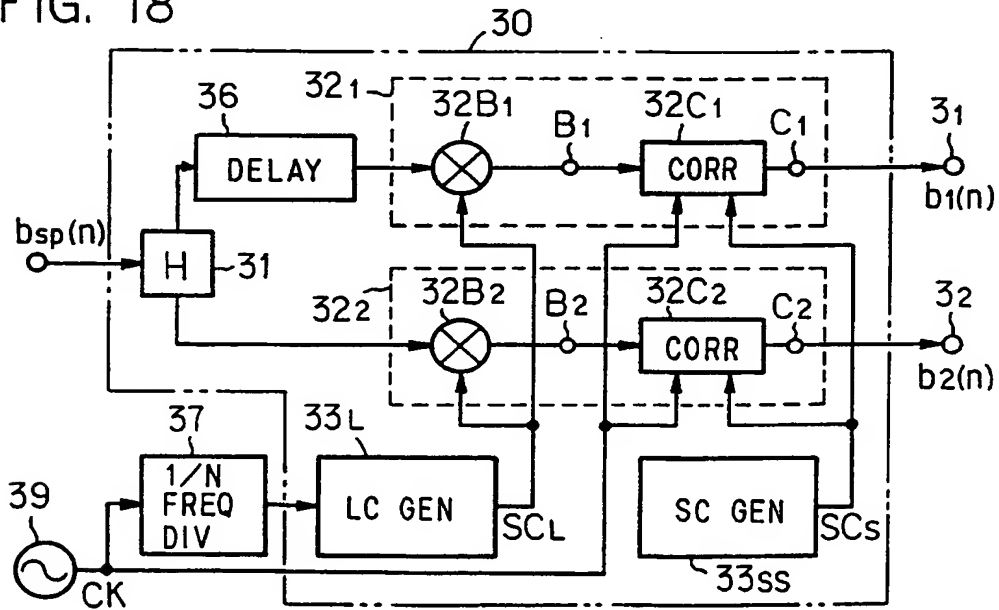 FIG. 18
30
321
36
32B1
B1
32C1
C1
31
DELAY
CORR
b1(n)
bsp(n)
H
31
322
32B2
B2
32C2
C2
32
CORR
b2(n)
37
33L
39
1/N
FREQ
DIV
LC GEN
SCL
SC GEN
SCS
CK
33SS